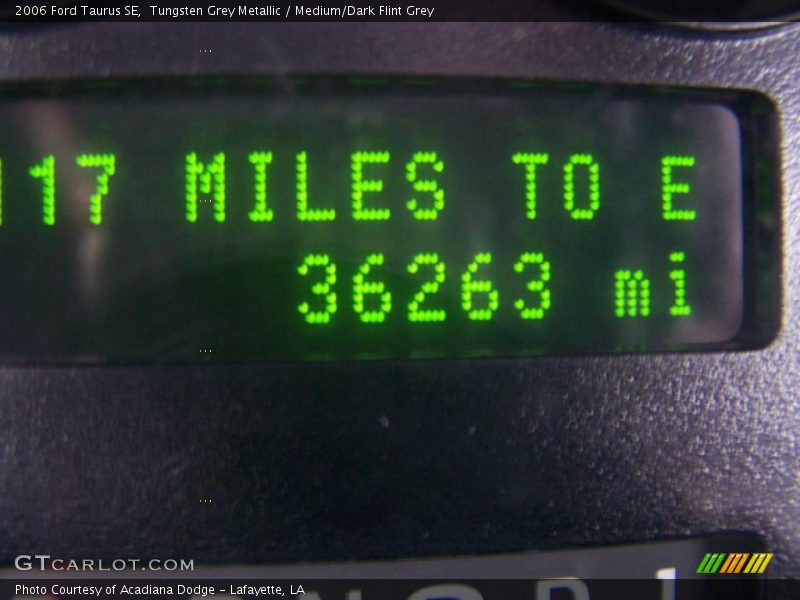 2006 Ford Taurus SE,  Tungsten Grey Metallic / Medium/Dark Flint Grey
17 MILES TO E
36263 mi
GTCARLOT.COM
Photo Courtesy of Acadiana Dodge - Lafayette, LA